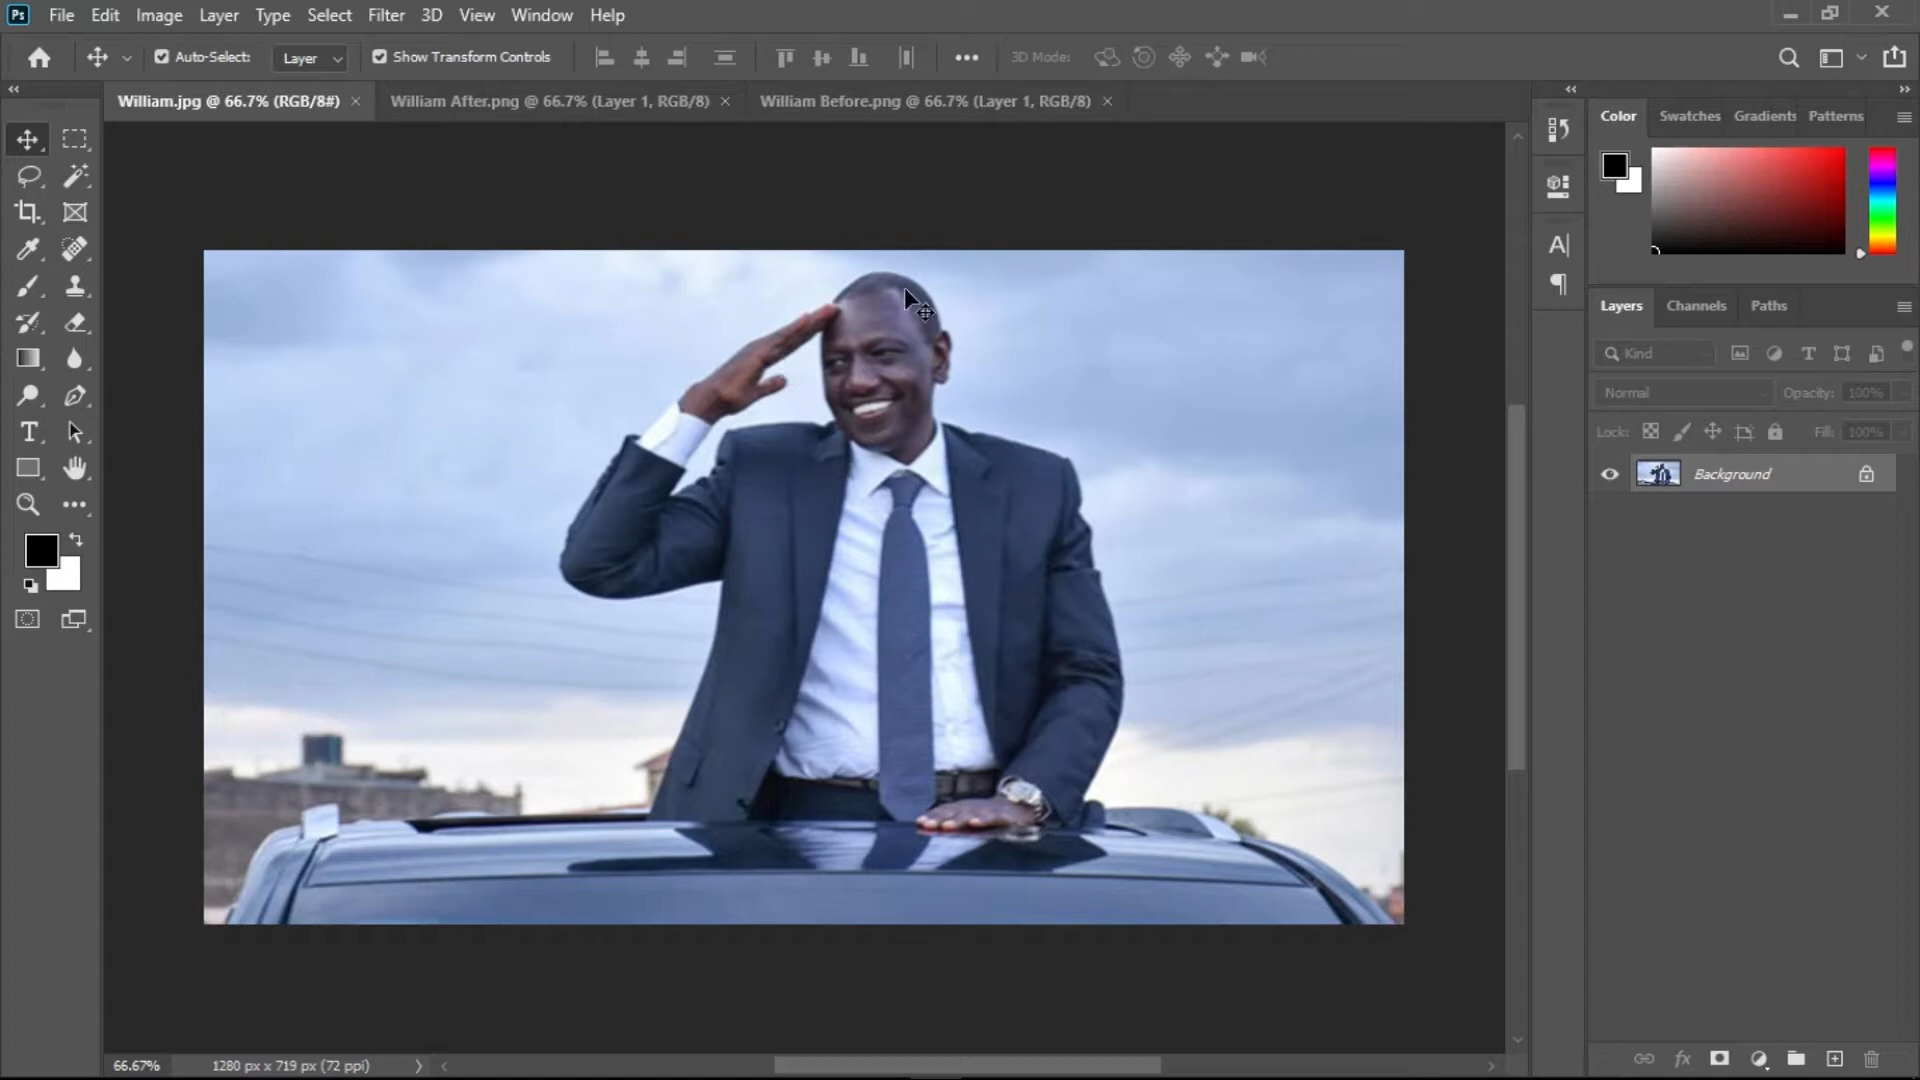 Ps File Edit Image Layer Type Select Filter 3D View Window Help
Auto-Select: Layer Show Transform Controls 3D Mode:
William.jpg @ 66.7% (RGB/8#) × William After.png @ 66.7% (Layer 1, RGB/8) × William Before.png @ 66.7% (Layer 1, RGB/8) ×
Color Swatches Gradients Patterns
Layers Channels Paths
Kind
Normal Opacity: 100%
Lock: Fill: 100%
Background
66.67% 1280 px x 719 px (72 ppi)